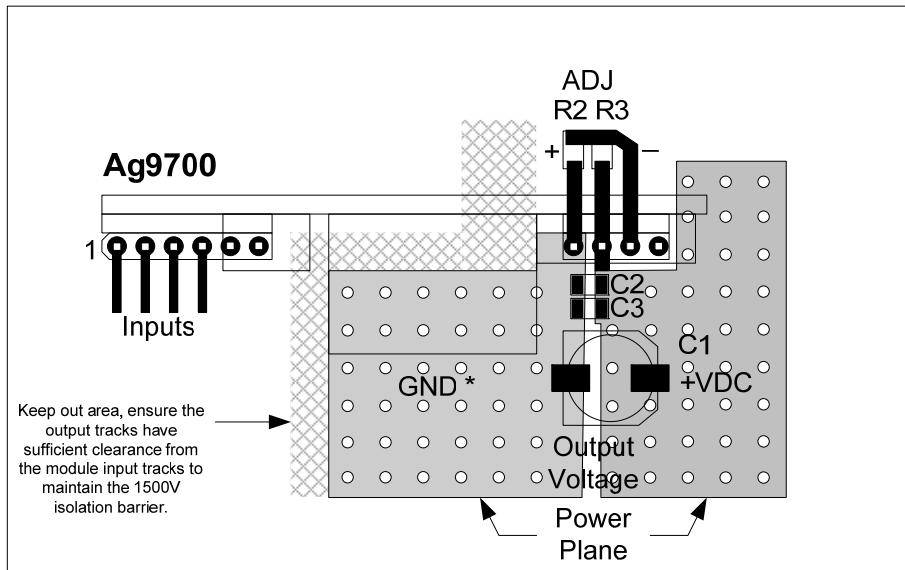 ADJ
R2 R3
+ –
Ag9700
1
C2
C3
Inputs
C1
GND *
+VDC
Keep out area, ensure the
output tracks have
sufficient clearance from
the module input tracks to
maintain the 1500V
isolation barrier.
Output
Voltage
Power
Plane